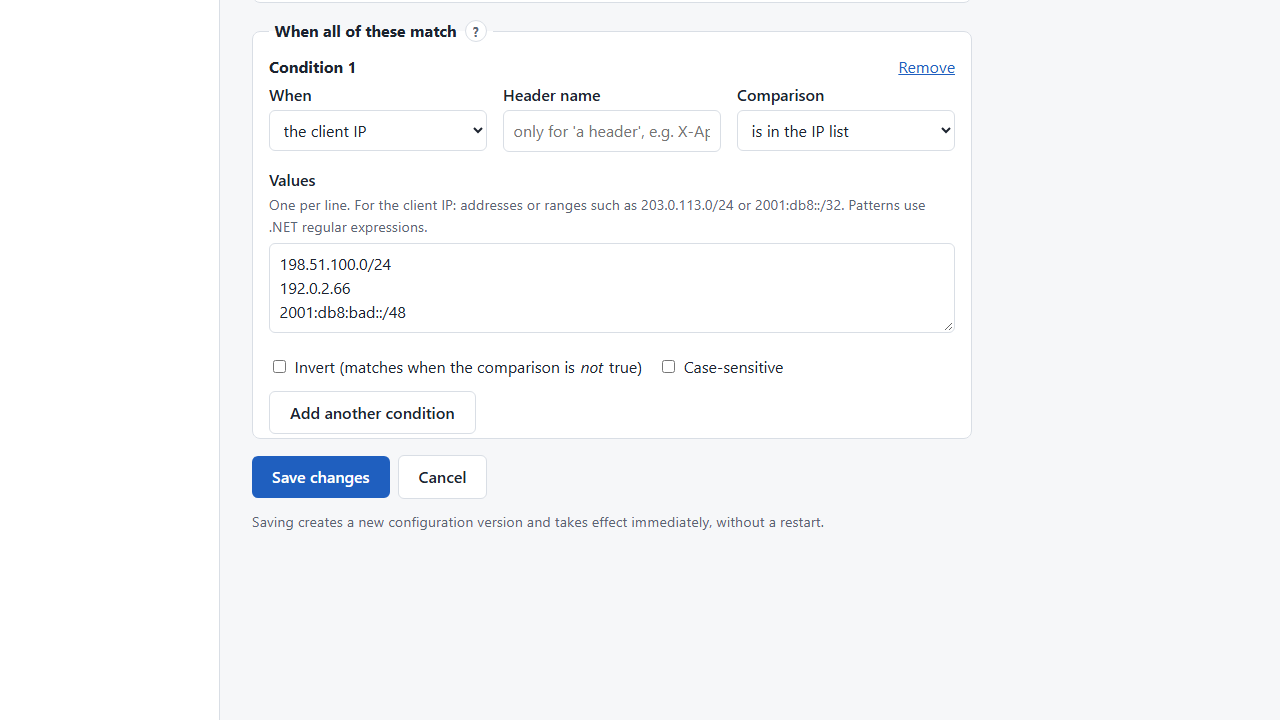 When all of these match ?
Condition 1 Remove
When Header name Comparison
the client IP only for 'a header', e.g. X-Ap is in the IP list
Values
One per line. For the client IP: addresses or ranges such as 203.0.113.0/24 or 2001:db8::/32. Patterns use
.NET regular expressions.
198.51.100.0/24
192.0.2.66
2001:db8:bad::/48
Invert (matches when the comparison is not true) Case-sensitive
Add another condition
Save changes Cancel
Saving creates a new configuration version and takes effect immediately, without a restart.